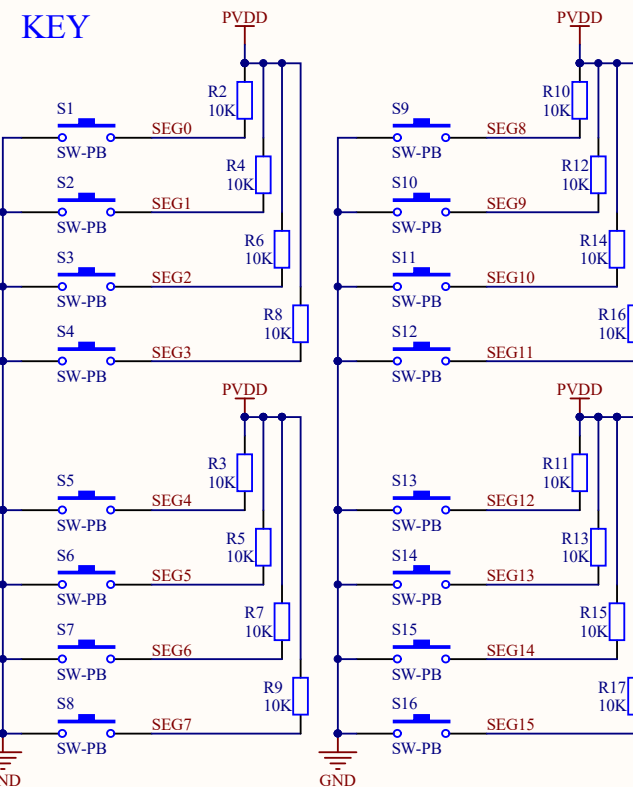 KEY
PVDD
R2
10K
S1
SEG0
SW-PB
R4
10K
S2
SEG1
SW-PB
R6
10K
S3
SEG2
SW-PB
R8
10K
S4
SEG3
SW-PB
PVDD
R3
10K
S5
SEG4
SW-PB
R5
10K
S6
SEG5
SW-PB
R7
10K
S7
SEG6
SW-PB
R9
10K
S8
SEG7
SW-PB
PVDD
R10
10K
S9
SEG8
SW-PB
R12
10K
S10
SEG9
SW-PB
R14
10K
S11
SEG10
SW-PB
R16
10K
S12
SEG11
SW-PB
PVDD
R11
10K
S13
SEG12
SW-PB
R13
10K
S14
SEG13
SW-PB
R15
10K
S15
SEG14
SW-PB
R17
10K
S16
SEG15
SW-PB
GND